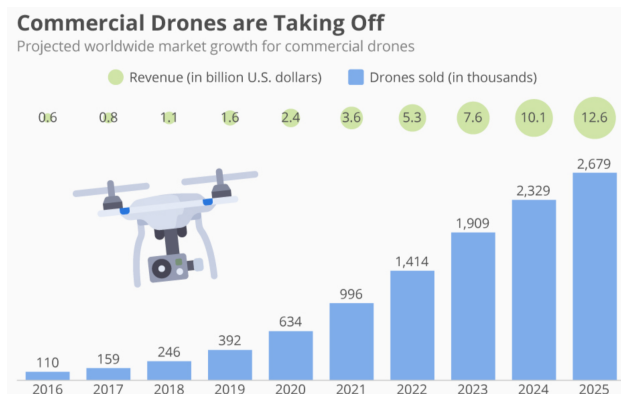 Commercial Drones are Taking Off
Projected worldwide market growth for commercial drones
Revenue (in billion U.S. dollars) Drones sold (in thousands)
0.6 0.8 1.1 1.6 2.4 3.6 5.3 7.6 10.1 12.6
2,679
2,329
1,909
1,414
996
634
392
246
159
110
2016 2017 2018 2019 2020 2021 2022 2023 2024 2025